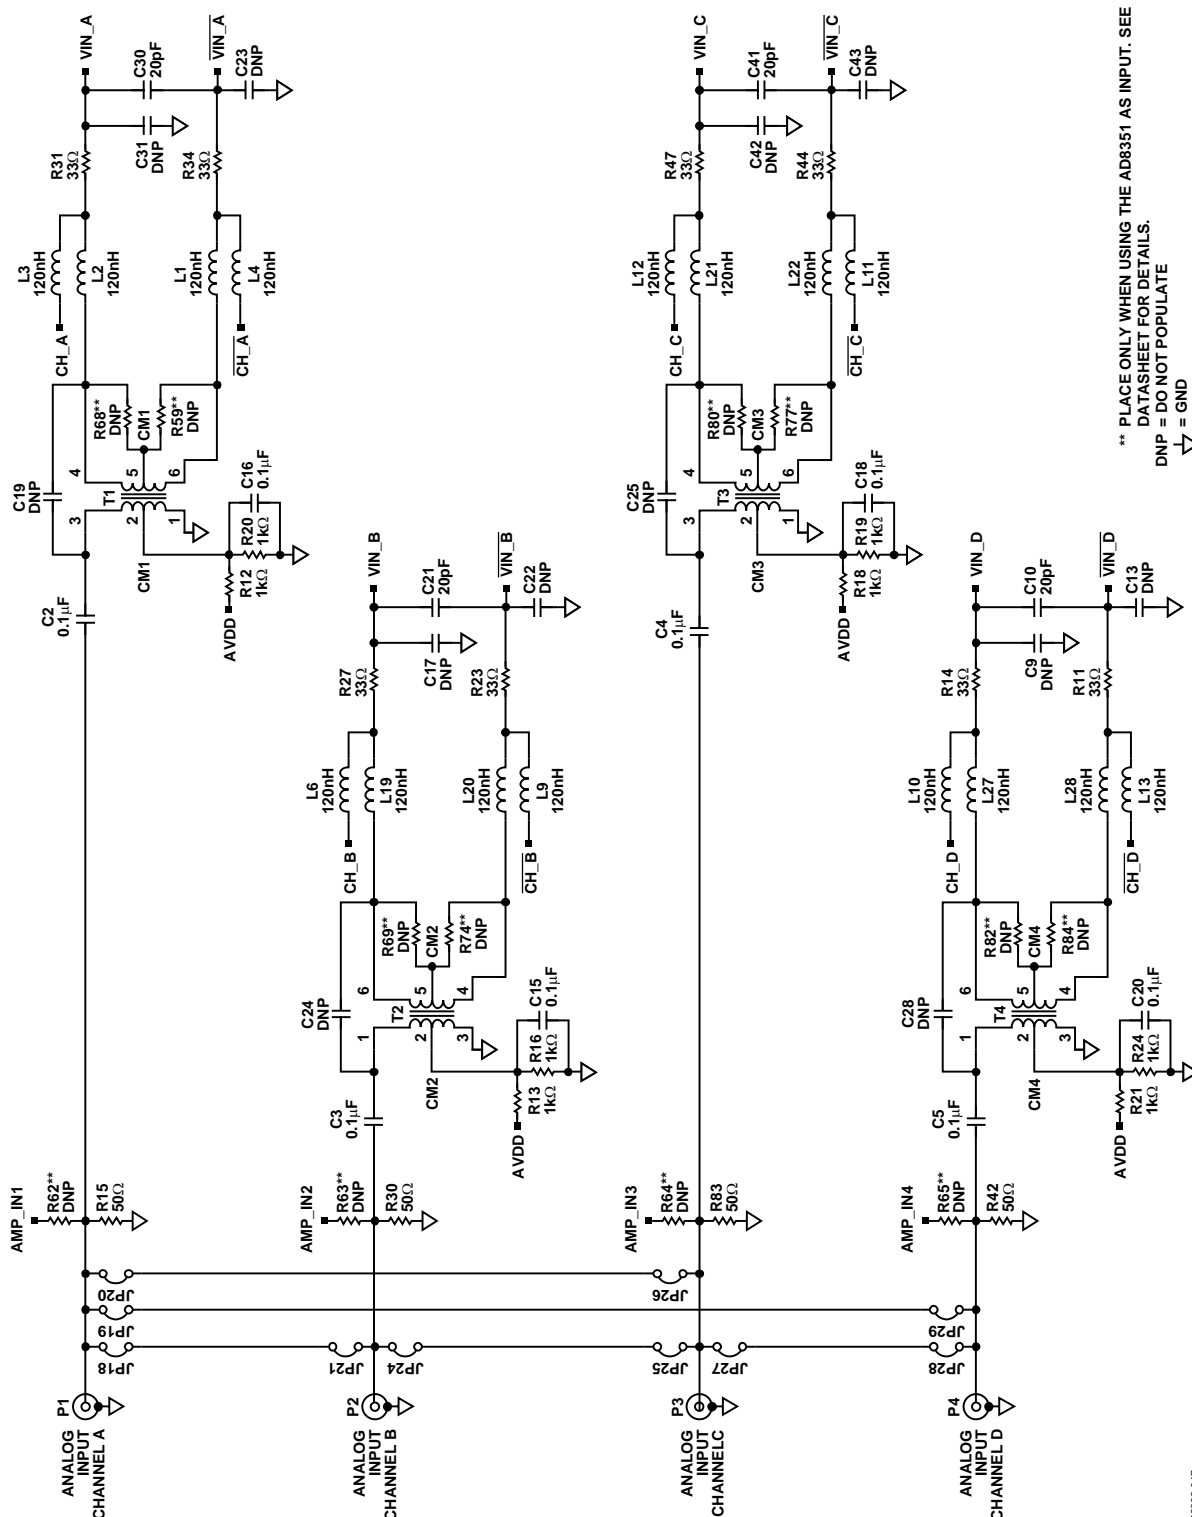 ANALOG
INPUT
CHANNEL A
P1
JP18
JP19
JP20
AMP_IN1
R62**
DNP
R15
50Ω
C2
0.1μF
C19
DNP
3
4
T1
2
5
1
6
CM1
CM1
R68**
DNP
R59**
DNP
AVDD
R12
1kΩ
R20
1kΩ
C16
0.1μF
CH_A
CH_A
L3
120nH
L2
120nH
L1
120nH
L4
120nH
R31
33Ω
R34
33Ω
C31
DNP
C30
20pF
C23
DNP
VIN_A
VIN_A
ANALOG
INPUT
CHANNEL B
P2
JP21
JP24
AMP_IN2
R63**
DNP
R30
50Ω
C3
0.1μF
C24
DNP
1
6
T2
2
5
3
4
CM2
CM2
R69**
DNP
R74**
DNP
AVDD
R13
1kΩ
R16
1kΩ
C15
0.1μF
CH_B
CH_B
L6
120nH
L19
120nH
L20
120nH
L9
120nH
R27
33Ω
R23
33Ω
C17
DNP
C21
20pF
C22
DNP
VIN_B
VIN_B
ANALOG
INPUT
CHANNELC
P3
JP25
JP27
JP26
AMP_IN3
R64**
DNP
R83
50Ω
C4
0.1μF
C25
DNP
3
4
T3
2
5
1
6
CM3
CM3
R80**
DNP
R77**
DNP
AVDD
R18
1kΩ
R19
1kΩ
C18
0.1μF
CH_C
CH_C
L12
120nH
L21
120nH
L22
120nH
L11
120nH
R47
33Ω
R44
33Ω
C42
DNP
C41
20pF
C43
DNP
VIN_C
VIN_C
ANALOG
INPUT
CHANNEL D
P4
JP28
JP29
AMP_IN4
R65**
DNP
R42
50Ω
C5
0.1μF
C28
DNP
1
6
T4
2
5
3
4
CM4
CM4
R82**
DNP
R84**
DNP
AVDD
R21
1kΩ
R24
1kΩ
C20
0.1μF
CH_D
CH_D
L10
120nH
L27
120nH
L28
120nH
L13
120nH
R14
33Ω
R11
33Ω
C9
DNP
C10
20pF
C13
DNP
VIN_D
VIN_D
** PLACE ONLY WHEN USING THE AD8351 AS INPUT. SEE
DATASHEET FOR DETAILS.
DNP = DO NOT POPULATE
= GND